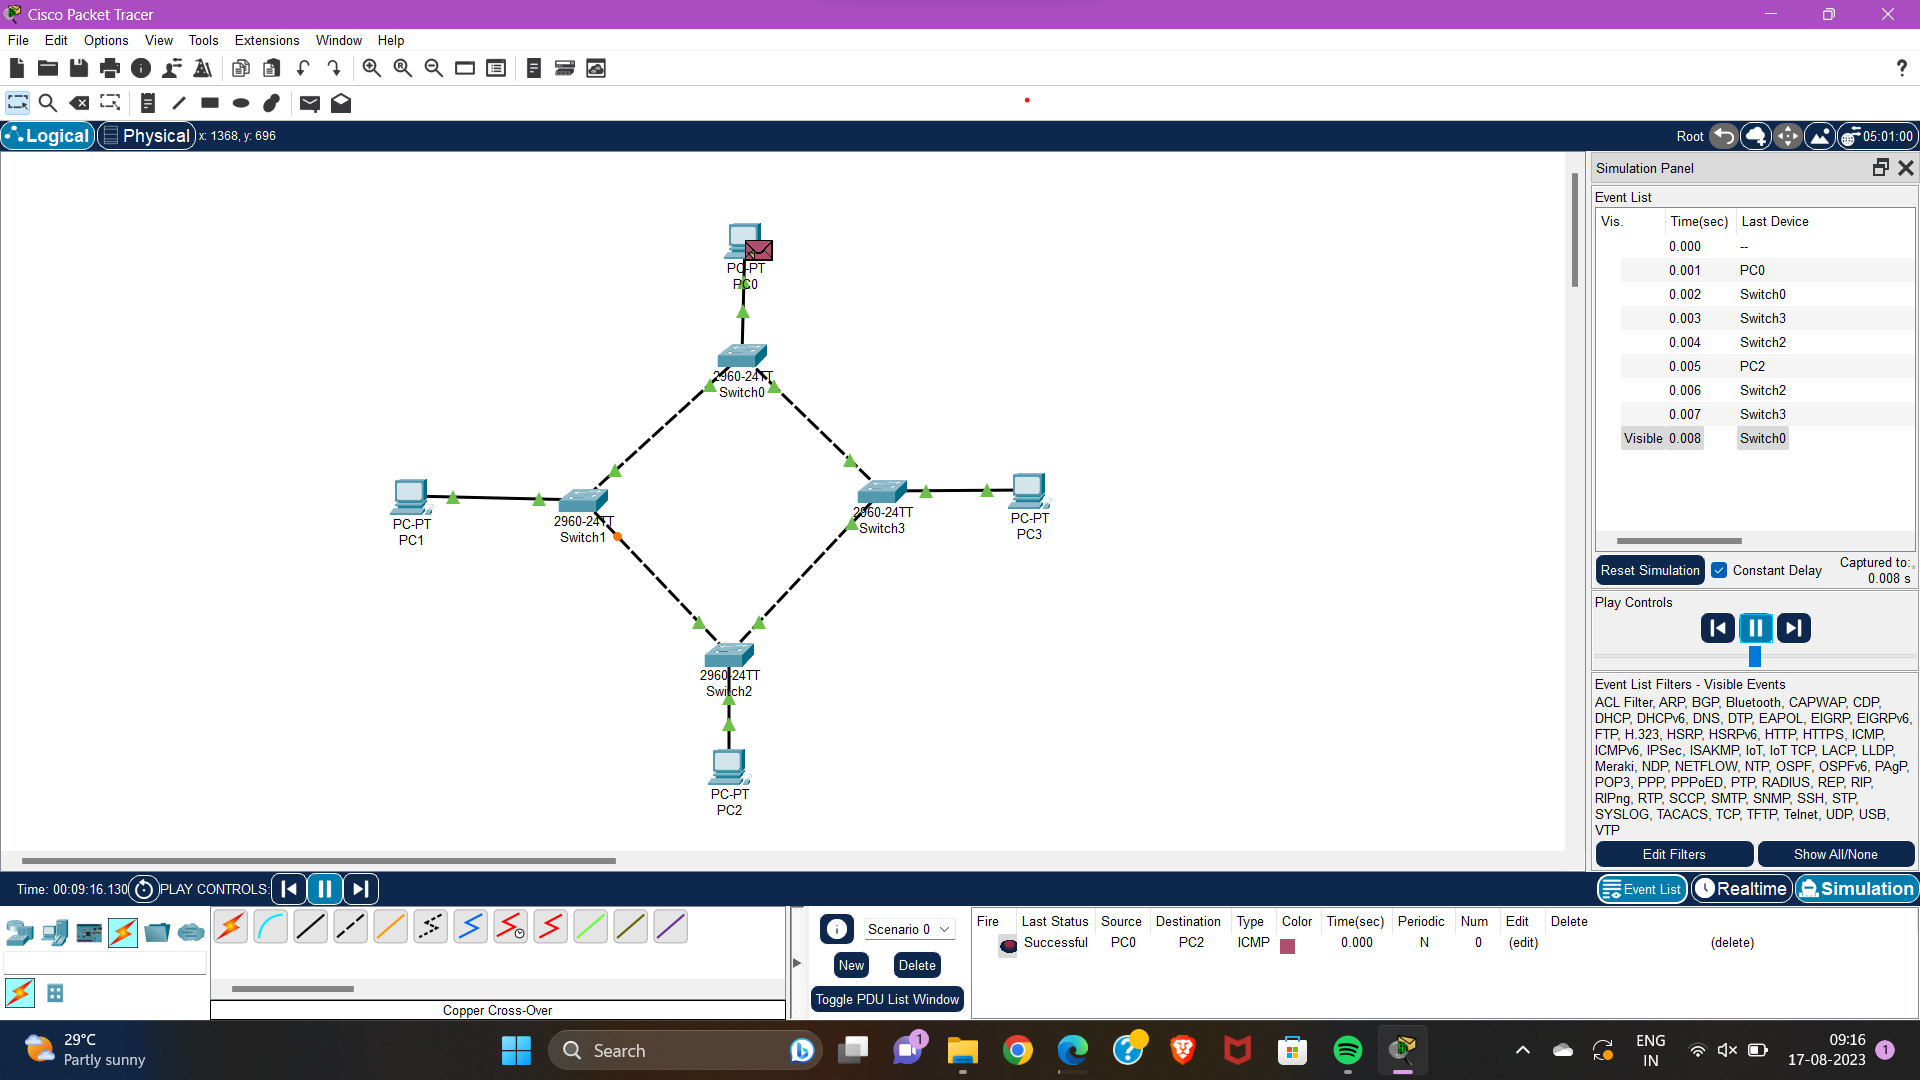 Cisco Packet Tracer
File Edit Options View Tools Extensions Window Help
?
Logical Physical x: 1368, y: 696
Root 05:01:00
PC-PT
PC0
2960-24TT
Switch0
PC-PT
PC1
2960-24TT
Switch1
2960-24TT
Switch3
PC-PT
PC3
2960-24TT
Switch2
PC-PT
PC2
Simulation Panel
Event List
Vis. Time(sec) Last Device
0.000 --
0.001 PC0
0.002 Switch0
0.003 Switch3
0.004 Switch2
0.005 PC2
0.006 Switch2
0.007 Switch3
Visible 0.008 Switch0
Reset Simulation Constant Delay Captured to:
0.008 s
Play Controls
Event List Filters - Visible Events
ACL Filter, ARP, BGP, Bluetooth, CAPWAP, CDP,
DHCP, DHCPv6, DNS, DTP, EAPOL, EIGRP, EIGRPv6,
FTP, H.323, HSRP, HSRPv6, HTTP, HTTPS, ICMP,
ICMPv6, IPSec, ISAKMP, IoT, IoT TCP, LACP, LLDP,
Meraki, NDP, NETFLOW, NTP, OSPF, OSPFv6, PAgP,
POP3, PPP, PPPoED, PTP, RADIUS, REP, RIP,
RIPng, RTP, SCCP, SMTP, SNMP, SSH, STP,
SYSLOG, TACACS, TCP, TFTP, Telnet, UDP, USB,
VTP
Edit Filters Show All/None
Time: 00:09:16.130 PLAY CONTROLS:
Event List Realtime Simulation
Copper Cross-Over
Scenario 0
New Delete
Toggle PDU List Window
Fire Last Status Source Destination Type Color Time(sec) Periodic Num Edit Delete
Successful PC0 PC2 ICMP 0.000 N 0 (edit) (delete)
29°C
Partly sunny
Search
1
ENG
IN
09:16
17-08-2023
1